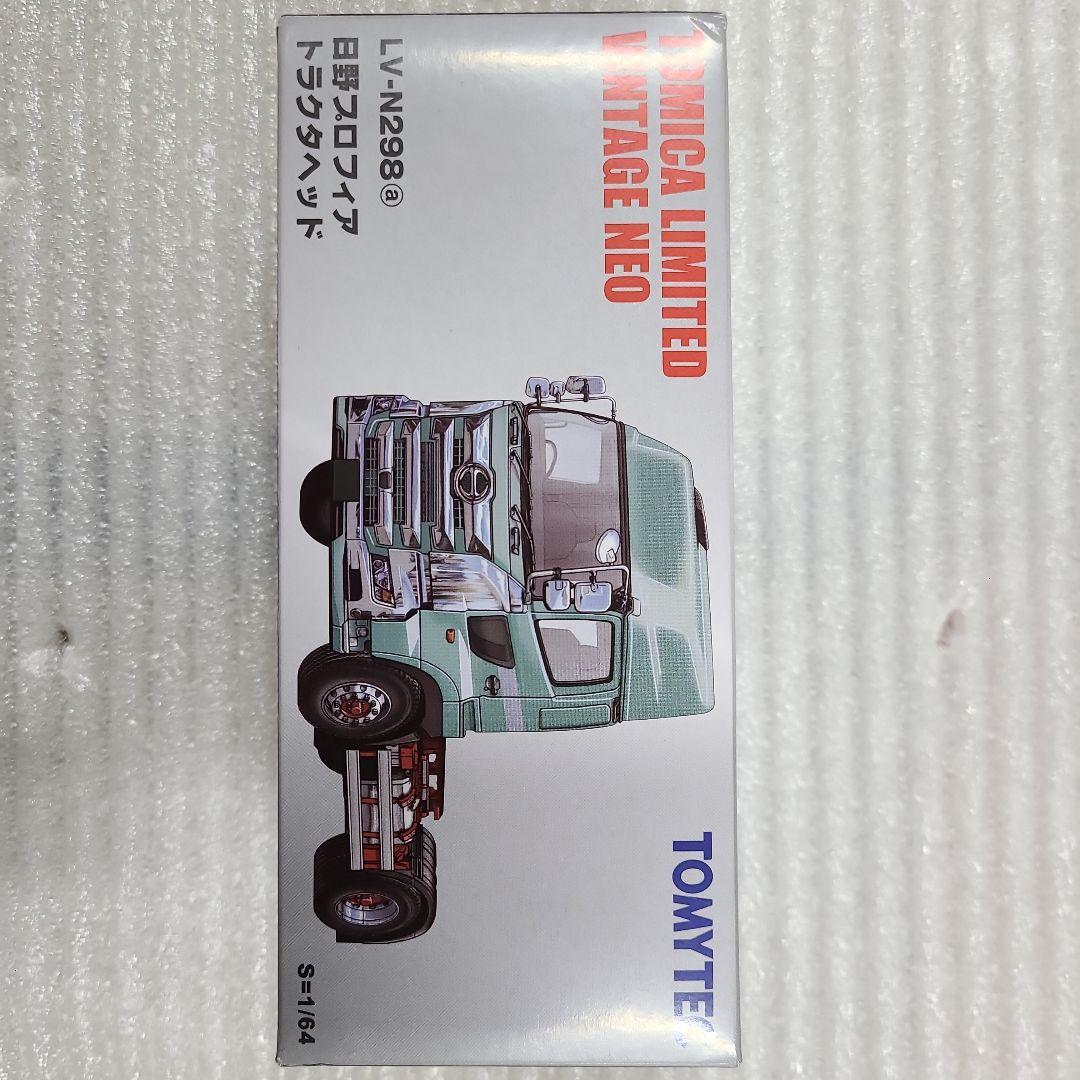 TOMICA LIMITED
VINTAGE NEO
LV-N298ⓐ
日野プロフィア
トラクタヘッド
TOMYTEC
S=1/64